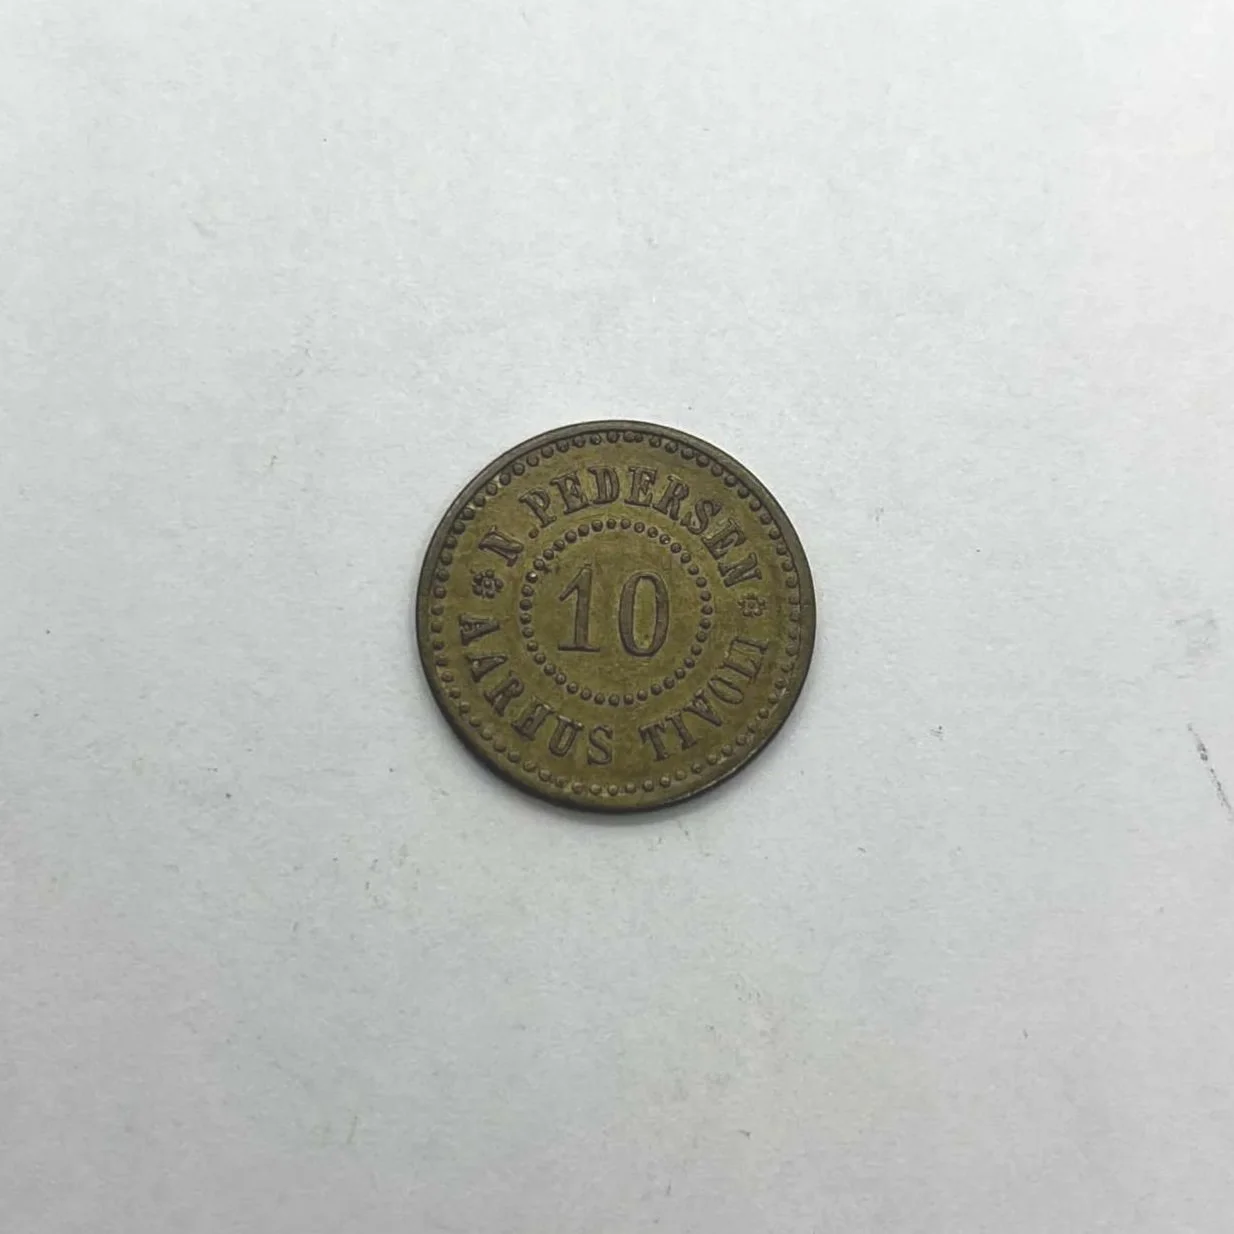 N. PEDERSEN
10
AARHUS TIVOLI